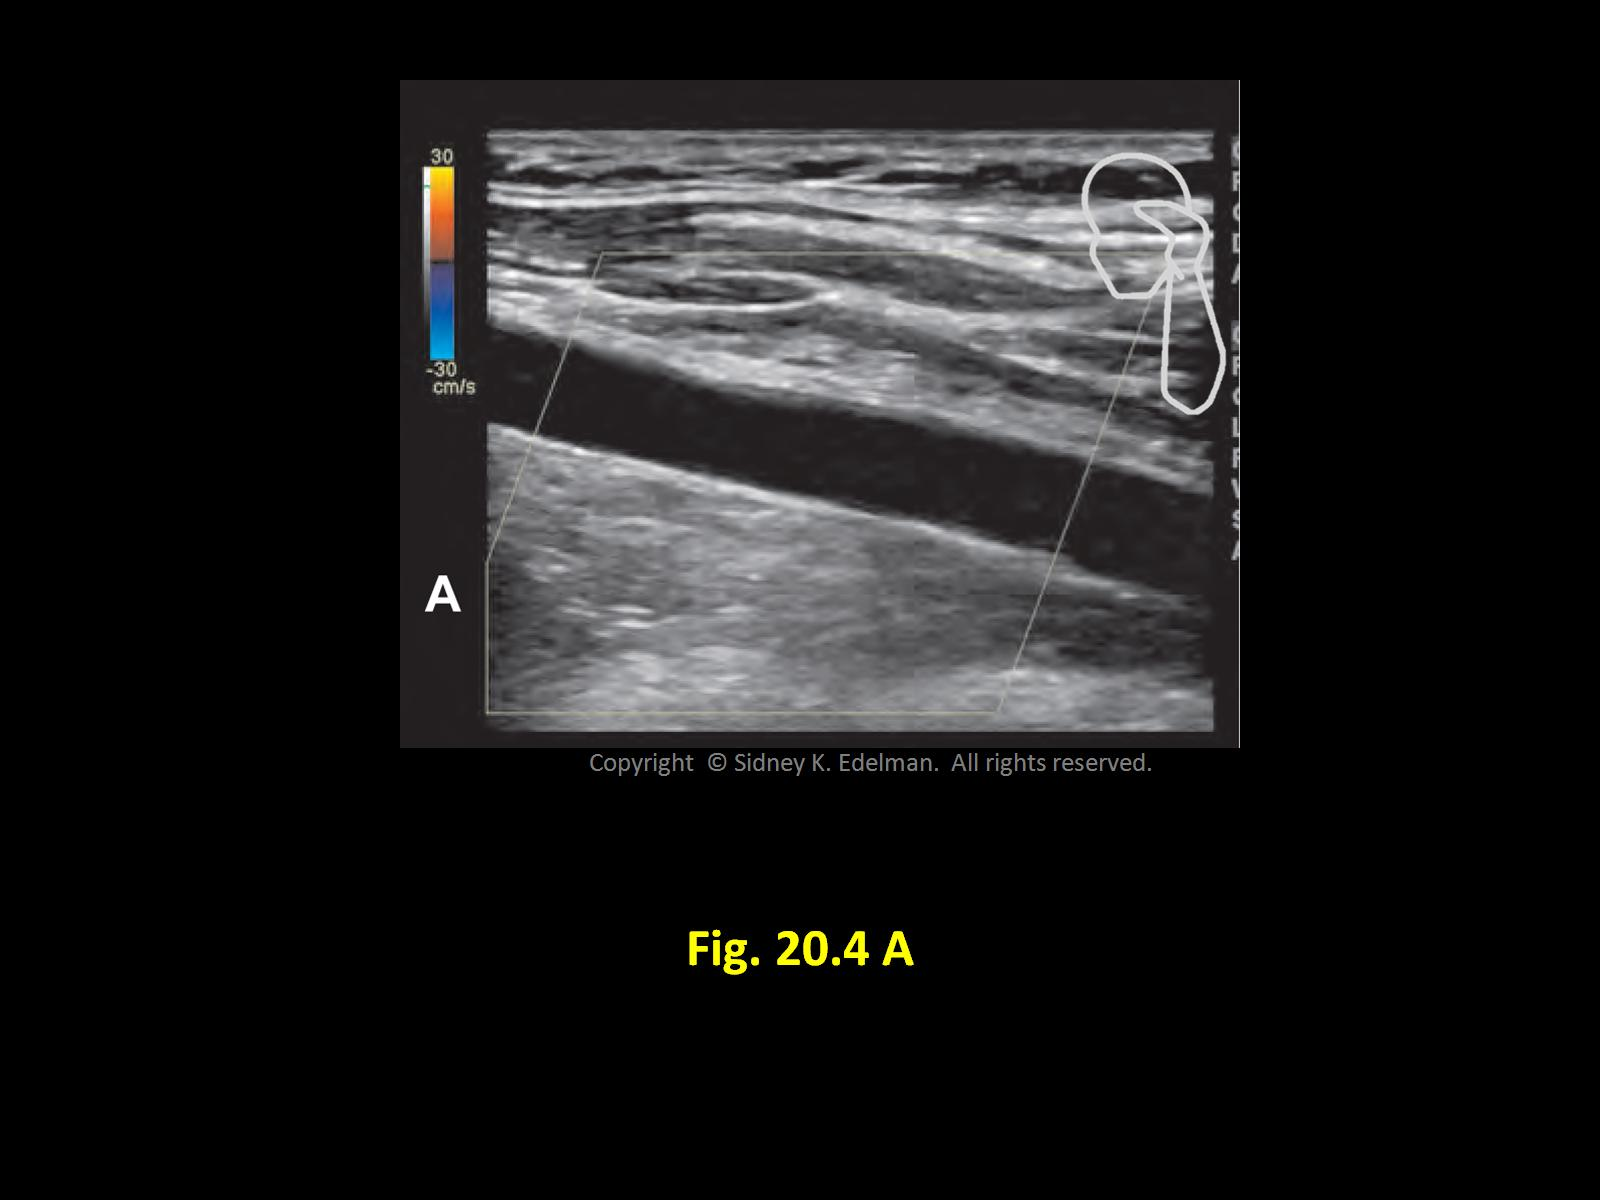 30
-30
cm/s
A
Copyright © Sidney K. Edelman. All rights reserved.
Fig. 20.4 A